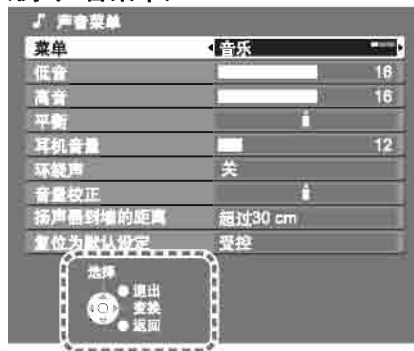 声音菜单
菜单 音乐
低音 16
高音 16
平衡
耳机音量 12
环绕声 关
音量校正
扬声器到墙的距离 超过30 cm
复位为默认设定 受控
选择
退出
变换
返回